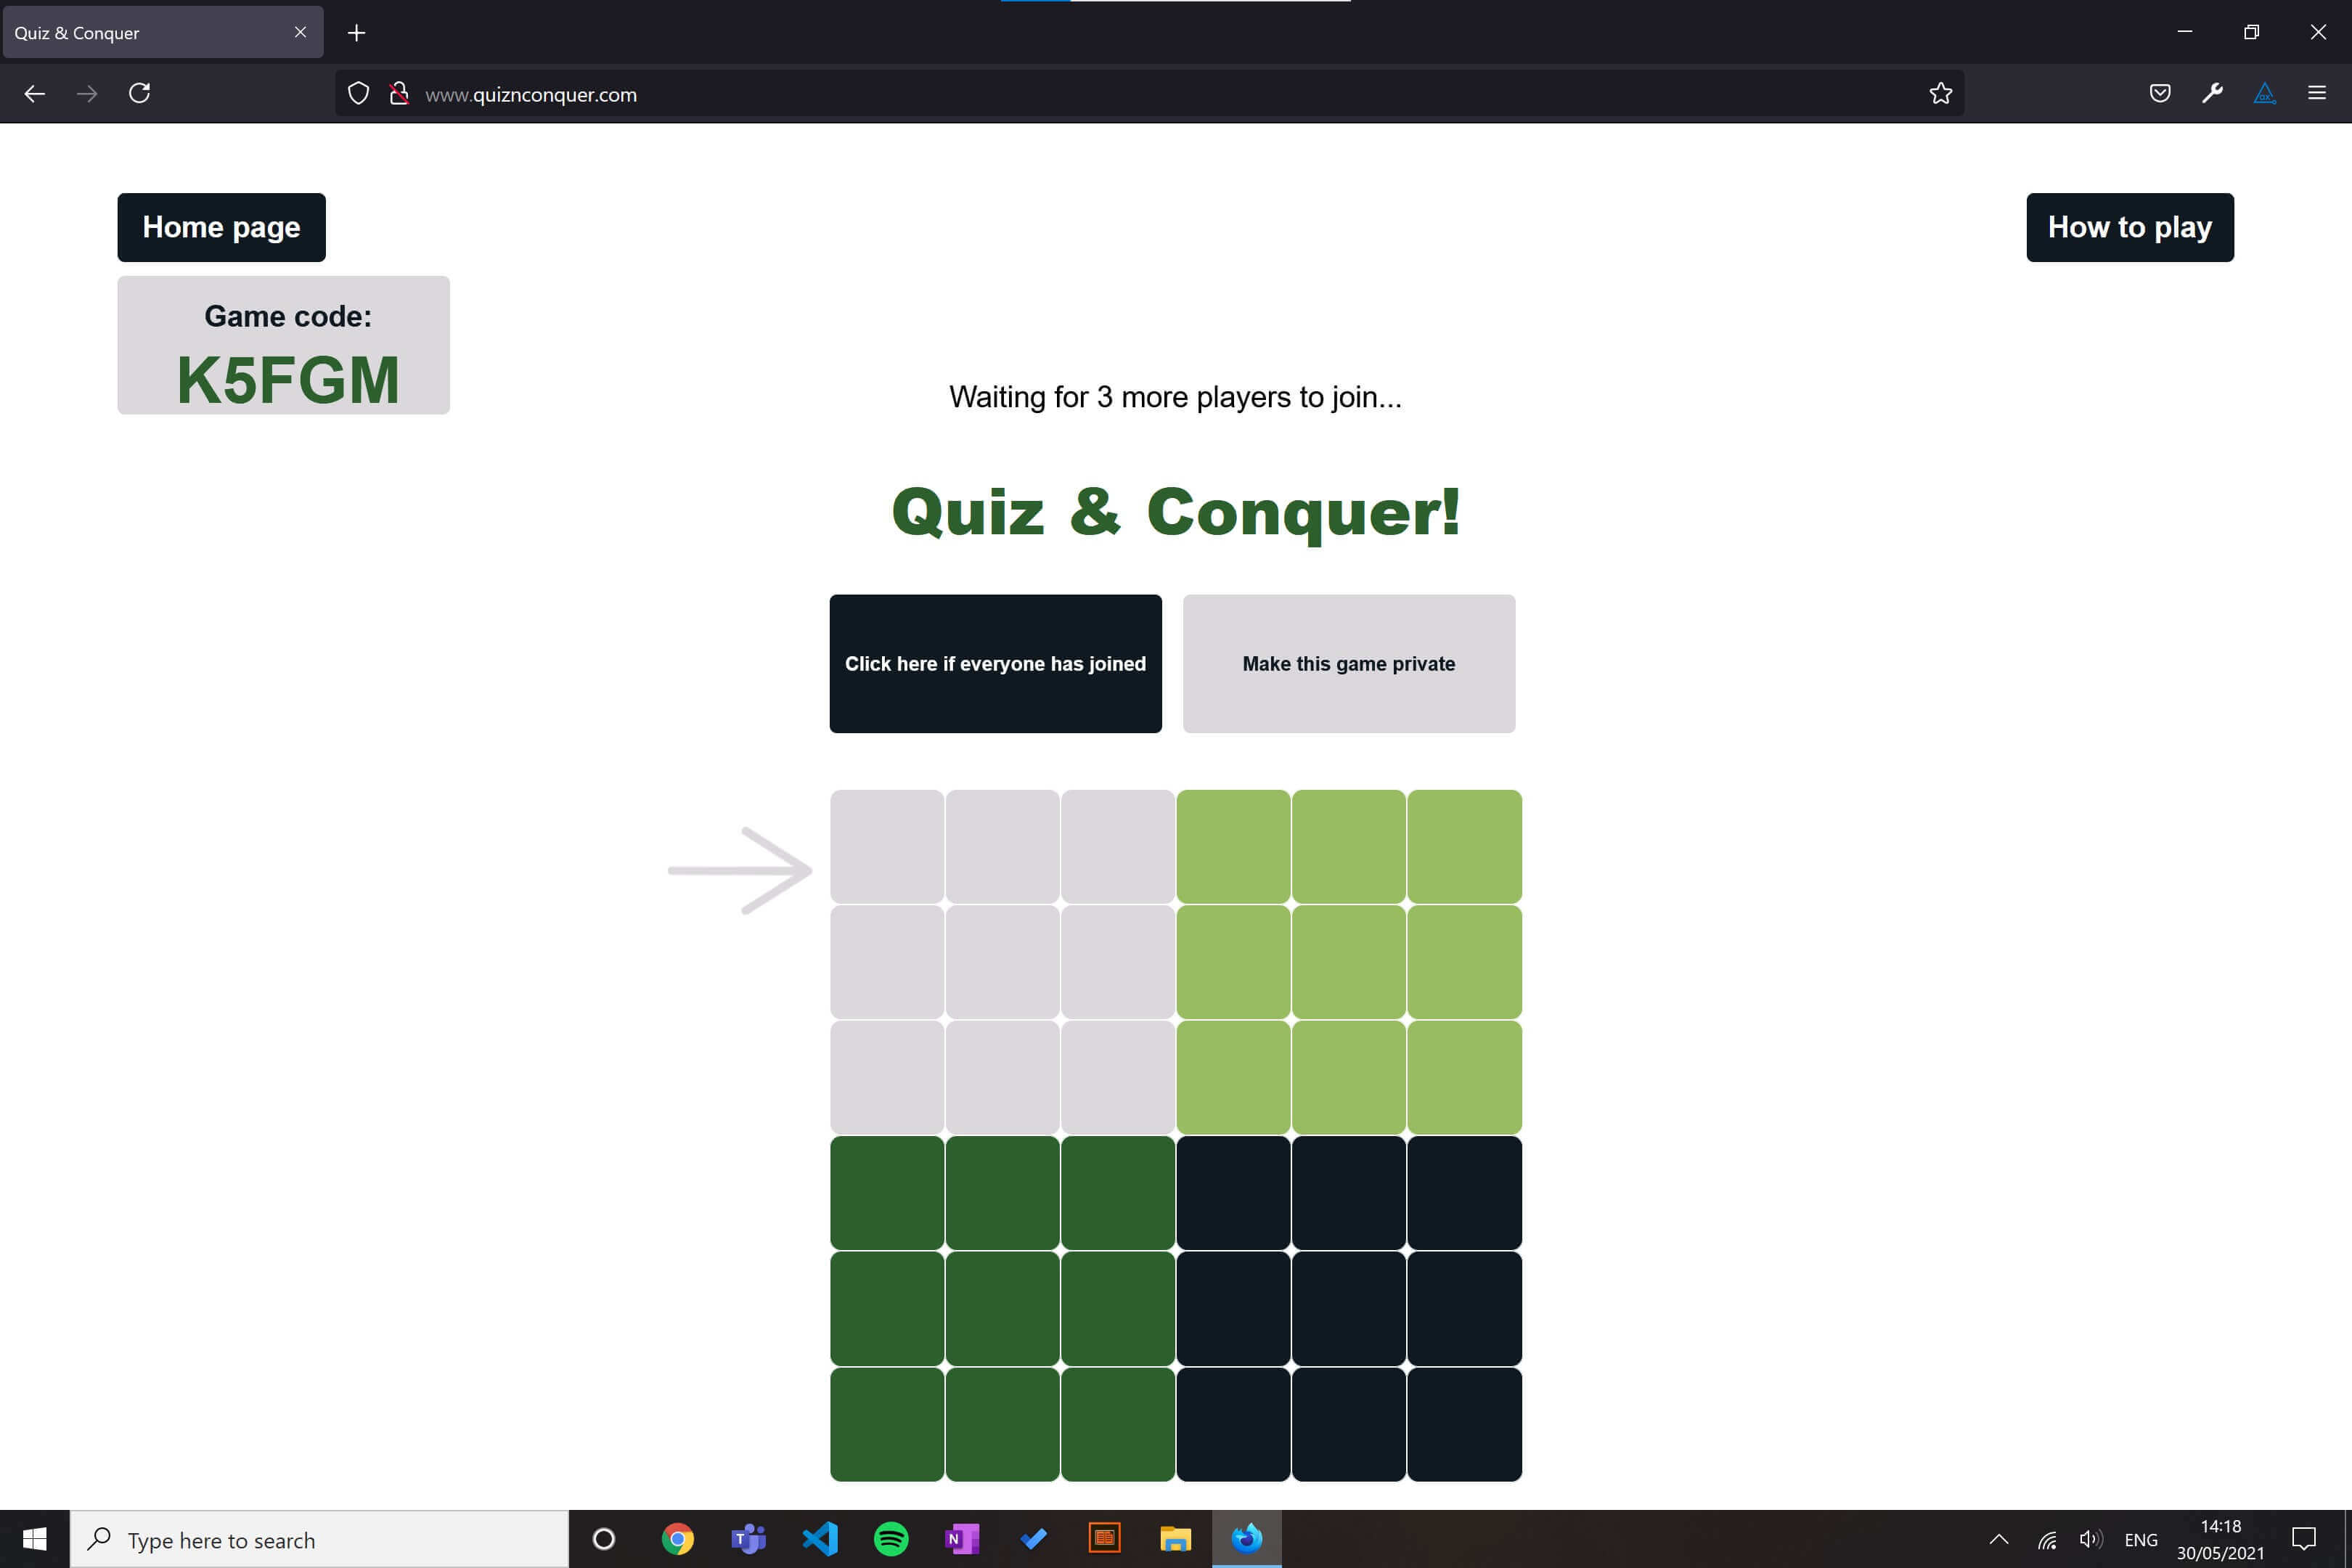 Quiz & Conquer
www.quiznconquer.com
Home page
How to play
Game code:
K5FGM
Waiting for 3 more players to join...
Quiz & Conquer!
Click here if everyone has joined
Make this game private
Type here to search
T
N
ENG
14:18
30/05/2021